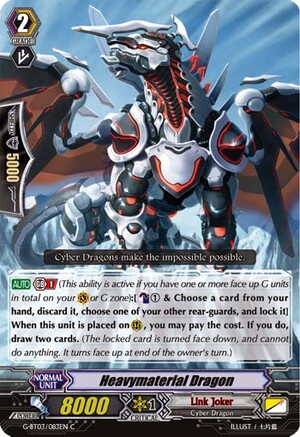 2
GRADE
5000
Cyber Dragons make the impossible possible.
AUTO GB 1 (This ability is active if you have one or more face up G units
in total on your or G zone):[ ① & Choose a card from your
hand, discard it, choose one of your other rear-guards, and lock it]
When this unit is placed on , you may pay the cost. If you do,
draw two cards. (The locked card is turned face down, and cannot
do anything. It turns face up at end of the owner's turn.)
NORMAL
UNIT
Heavymaterial Dragon
POWER
8000
1
Link Joker
Cyber Dragon
G-BT03/083EN C
ILLUST / 七片藍